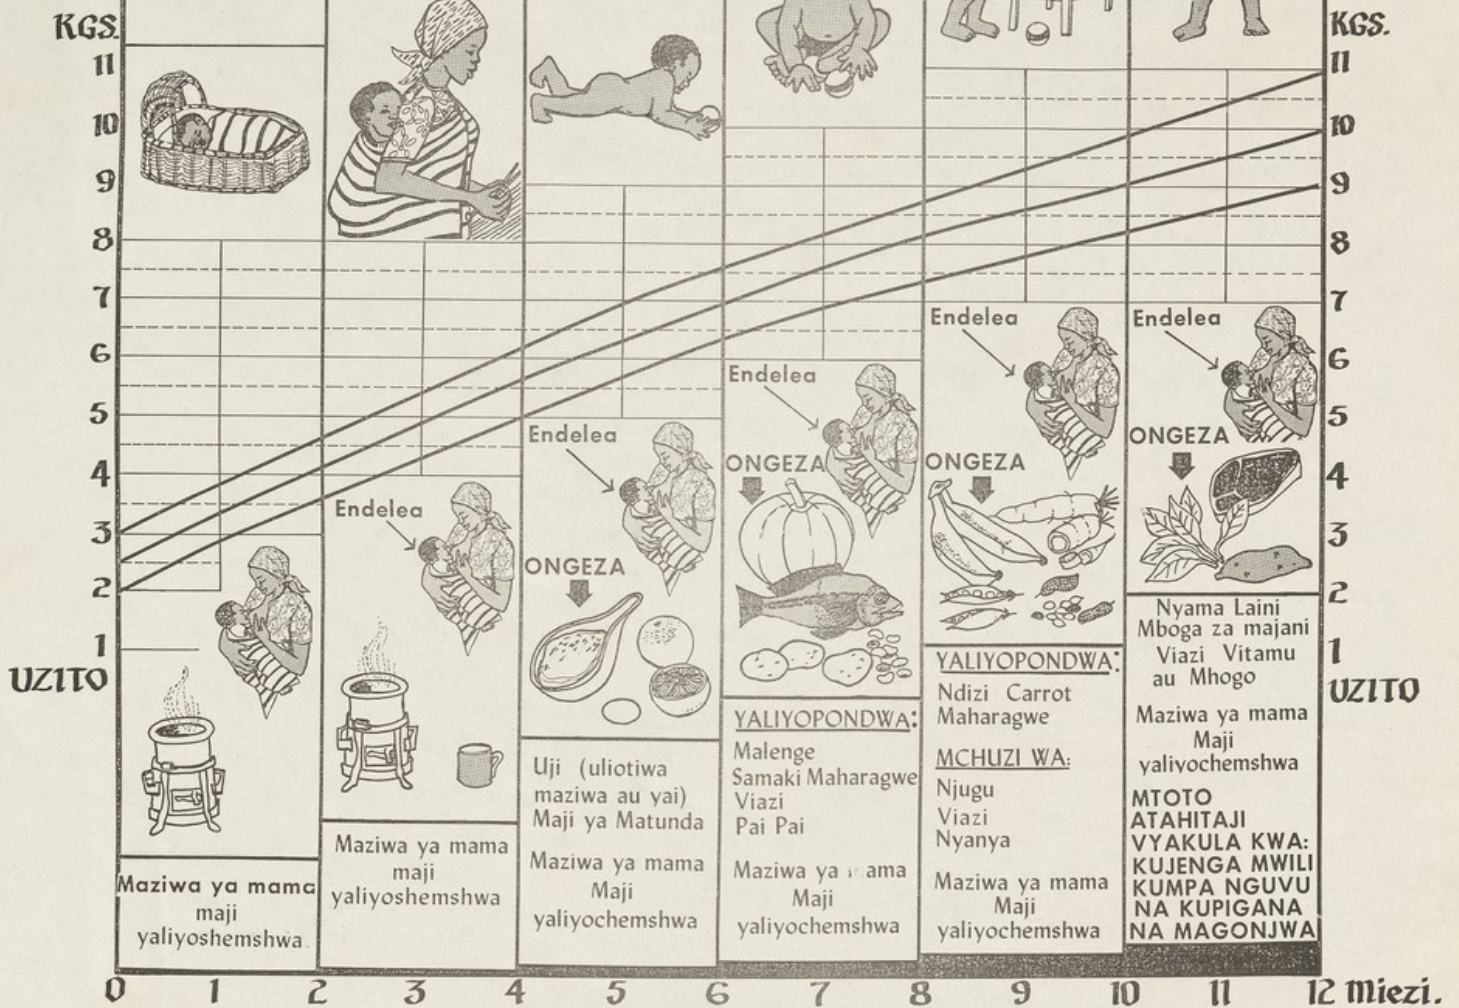 KGS.
11
10
9
8
7
6
5
4
3
2
1
UZITO
KGS.
11
10
9
8
7
6
5
4
3
2
1
UZITO
Maziwa ya mama
maji
yaliyoshemshwa.
Endelea
Maziwa ya mama
maji
yaliyoshemshwa
Endelea
ONGEZA
Uji (uliotiwa
maziwa au yai)
Maji ya Matunda
Maziwa ya mama
Maji
yaliyochemshwa
Endelea
ONGEZA
YALIYOPONDWA:
Malenge
Samaki Maharagwe
Viazi
Pai Pai
Maziwa ya ama
Maji
yaliyochemshwa
Endelea
ONGEZA
YALIYOPONDWA:
Ndizi Carrot
Maharagwe
MCHUZI WA:
Njugu
Viazi
Nyanya
Maziwa ya mama
Maji
yaliyochemshwa
Endelea
ONGEZA
Nyama Laini
Mboga za majani
Viazi Vitamu
au Mhogo
Maziwa ya mama
Maji
yaliyochemshwa
MTOTO
ATAHITAJI
VYAKULA KWA:
KUJENGA MWILI
KUMPA NGUVU
NA KUPIGANA
NA MAGONJWA
0 1 2 3 4 5 6 7 8 9 10 11 12 Miezi.